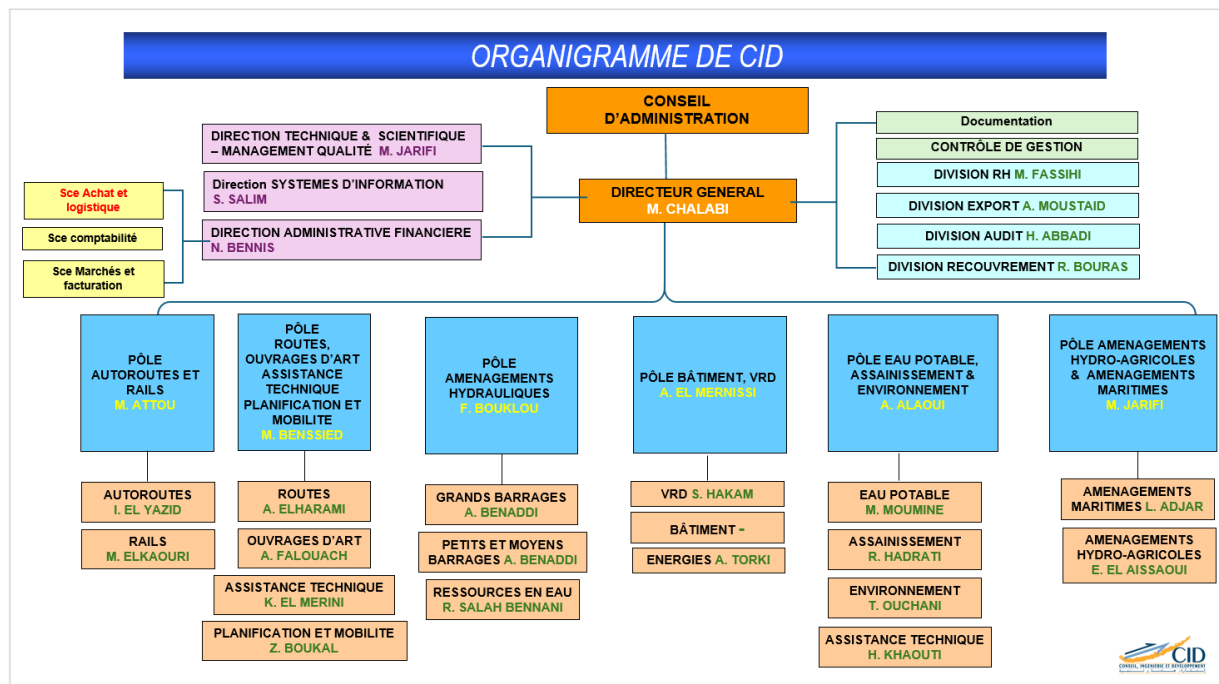 ORGANIGRAMME DE CID
CONSEIL
D'ADMINISTRATION
DIRECTEUR GENERAL
M. CHALABI
DIRECTION TECHNIQUE & SCIENTIFIQUE
– MANAGEMENT QUALITÉ M. JARIFI
Direction SYSTEMES D'INFORMATION
S. SALIM
DIRECTION ADMINISTRATIVE FINANCIERE
N. BENNIS
Sce Achat et
logistique
Sce comptabilité
Sce Marchés et
facturation
Documentation
CONTRÔLE DE GESTION
DIVISION RH M. FASSIHI
DIVISION EXPORT A. MOUSTAID
DIVISION AUDIT H. ABBADI
DIVISION RECOUVREMENT R. BOURAS
PÔLE
AUTOROUTES ET
RAILS
M. ATTOU
AUTOROUTES
I. EL YAZID
RAILS
M. ELKAOURI
PÔLE
ROUTES,
OUVRAGES D'ART
ASSISTANCE
TECHNIQUE
PLANIFICATION ET
MOBILITE
M. BENSSIED
ROUTES
A. ELHARAMI
OUVRAGES D'ART
A. FALOUACH
ASSISTANCE TECHNIQUE
K. EL MERINI
PLANIFICATION ET MOBILITE
Z. BOUKAL
PÔLE
AMENAGEMENTS
HYDRAULIQUES
F. BOUKLOU
GRANDS BARRAGES
A. BENADDI
PETITS ET MOYENS
BARRAGES A. BENADDI
RESSOURCES EN EAU
R. SALAH BENNANI
PÔLE BÂTIMENT, VRD
A. EL MERNISSI
VRD S. HAKAM
BÂTIMENT -
ENERGIES A. TORKI
PÔLE EAU POTABLE,
ASSAINISSEMENT &
ENVIRONNEMENT
A. ALAOUI
EAU POTABLE
M. MOUMINE
ASSAINISSEMENT
R. HADRATI
ENVIRONNEMENT
T. OUCHANI
ASSISTANCE TECHNIQUE
H. KHAOUTI
PÔLE AMENAGEMENTS
HYDRO-AGRICOLES
& AMENAGEMENTS
MARITIMES
M. JARIFI
AMENAGEMENTS
MARITIMES L. ADJAR
AMENAGEMENTS
HYDRO-AGRICOLES
E. EL AISSAOUI
CID
CONSEIL, INGENIERIE ET DEVELOPPEMENT